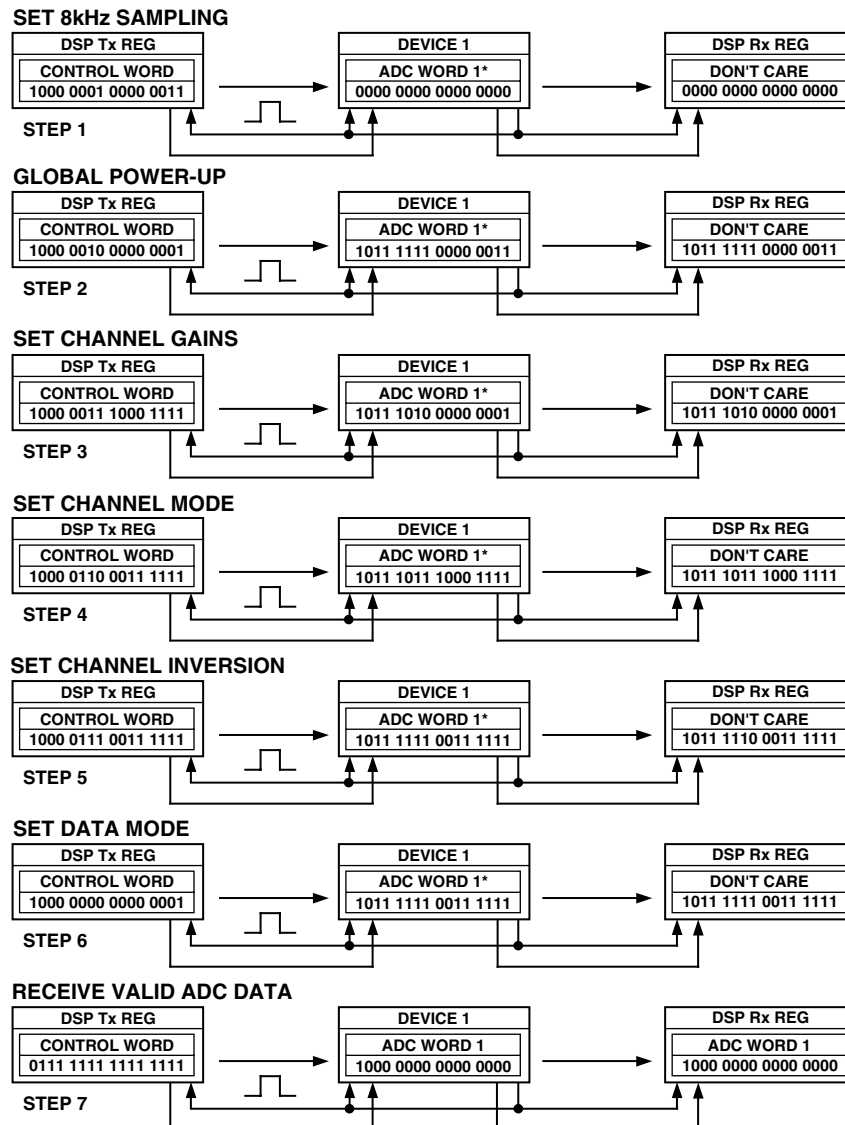 SET 8kHz SAMPLING
DSP Tx REG DEVICE 1 DSP Rx REG
CONTROL WORD ADC WORD 1* DON'T CARE
1000 0001 0000 0011 0000 0000 0000 0000 0000 0000 0000 0000
STEP 1
GLOBAL POWER-UP
DSP Tx REG DEVICE 1 DSP Rx REG
CONTROL WORD ADC WORD 1* DON'T CARE
1000 0010 0000 0001 1011 1111 0000 0011 1011 1111 0000 0011
STEP 2
SET CHANNEL GAINS
DSP Tx REG DEVICE 1 DSP Rx REG
CONTROL WORD ADC WORD 1* DON'T CARE
1000 0011 1000 1111 1011 1010 0000 0001 1011 1010 0000 0001
STEP 3
SET CHANNEL MODE
DSP Tx REG DEVICE 1 DSP Rx REG
CONTROL WORD ADC WORD 1* DON'T CARE
1000 0110 0011 1111 1011 1011 1000 1111 1011 1011 1000 1111
STEP 4
SET CHANNEL INVERSION
DSP Tx REG DEVICE 1 DSP Rx REG
CONTROL WORD ADC WORD 1* DON'T CARE
1000 0111 0011 1111 1011 1111 0011 1111 1011 1110 0011 1111
STEP 5
SET DATA MODE
DSP Tx REG DEVICE 1 DSP Rx REG
CONTROL WORD ADC WORD 1* DON'T CARE
1000 0000 0000 0001 1011 1111 0011 1111 1011 1111 0011 1111
STEP 6
RECEIVE VALID ADC DATA
DSP Tx REG DEVICE 1 DSP Rx REG
CONTROL WORD ADC WORD 1 ADC WORD 1
0111 1111 1111 1111 1000 0000 0000 0000 1000 0000 0000 0000
STEP 7